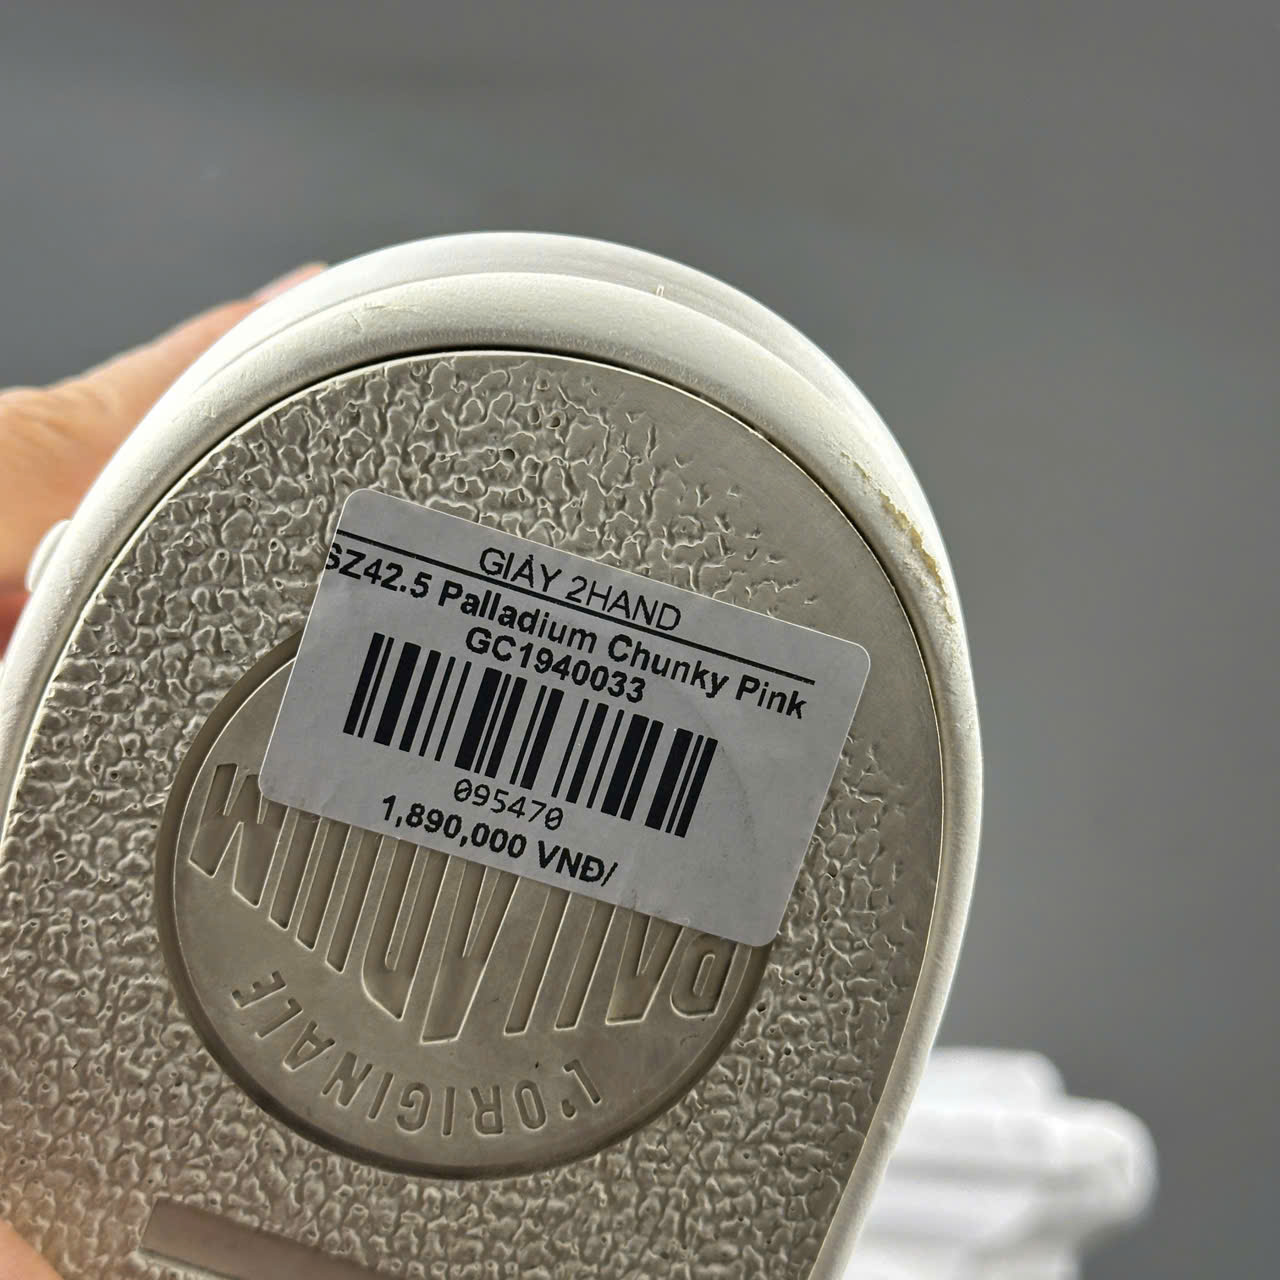 GIÀY 2HAND
SZ42.5 Palladium Chunky Pink
GC1940033
095470
1,890,000 VNĐ/
PALLADIUM
L'ORIGINALE